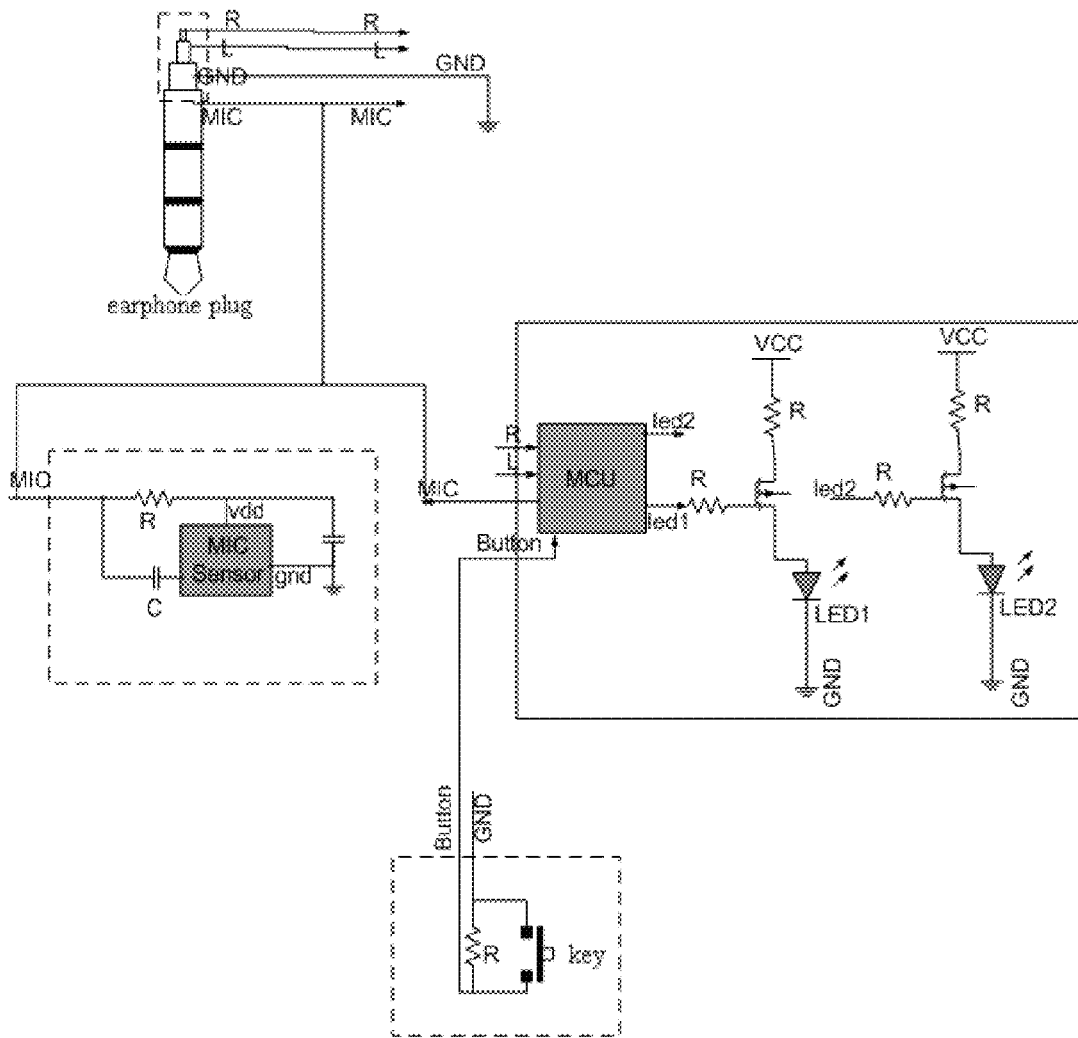 R R
L L
GND GND
MIC MIC
earphone plug
VCC VCC
R R
led2
R
L
MCU
R
led2
R
MIC
MIC
led1
R
vdd
Button
MIC
Sensor
gnd
C
LED1
LED2
GND
GND
Button
GND
R
key